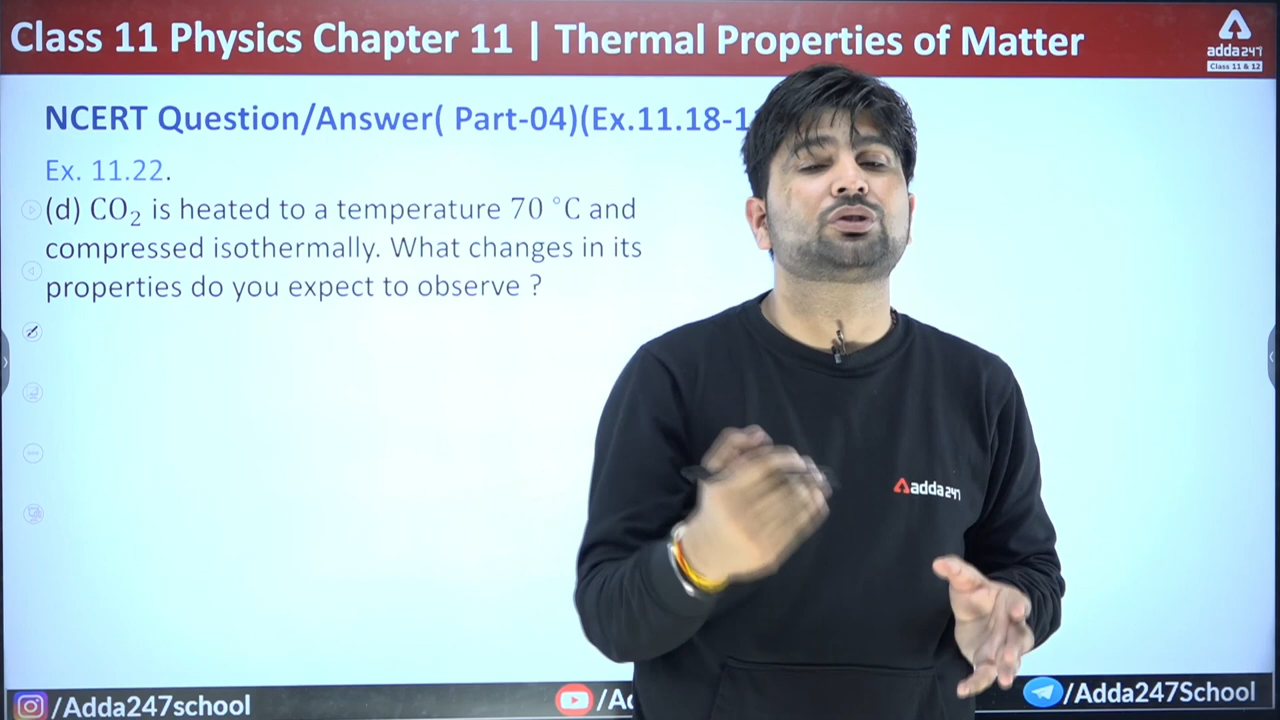 Class 11 Physics Chapter 11 | Thermal Properties of Matter
adda247
Class 11 & 12
NCERT Question/Answer( Part-04)(Ex.11.18-1
Ex. 11.22.
(d) CO₂ is heated to a temperature 70 °C and
compressed isothermally. What changes in its
properties do you expect to observe ?
adda247
/Adda247school
/Ad
/Adda247School